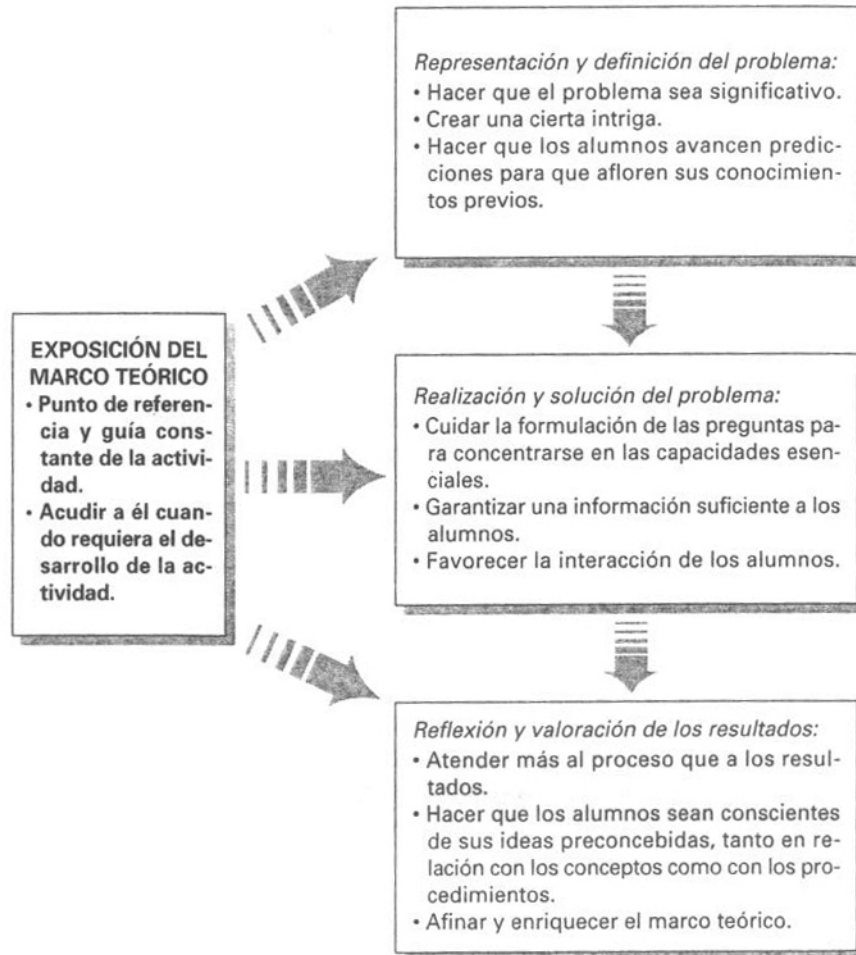 Representación y definición del problema:
• Hacer que el problema sea significativo.
• Crear una cierta intriga.
• Hacer que los alumnos avancen predic-
ciones para que afloren sus conocimien-
tos previos.
EXPOSICIÓN DEL
MARCO TEÓRICO
• Punto de referen-
cia y guía cons-
tante de la activi-
dad.
• Acudir a él cuan-
do requiera el de-
sarrollo de la ac-
tividad.
Realización y solución del problema:
• Cuidar la formulación de las preguntas pa-
ra concentrarse en las capacidades esen-
ciales.
• Garantizar una información suficiente a los
alumnos.
• Favorecer la interacción de los alumnos.
Reflexión y valoración de los resultados:
• Atender más al proceso que a los resul-
tados.
• Hacer que los alumnos sean conscientes
de sus ideas preconcebidas, tanto en re-
lación con los conceptos como con los pro-
cedimientos.
• Afinar y enriquecer el marco teórico.